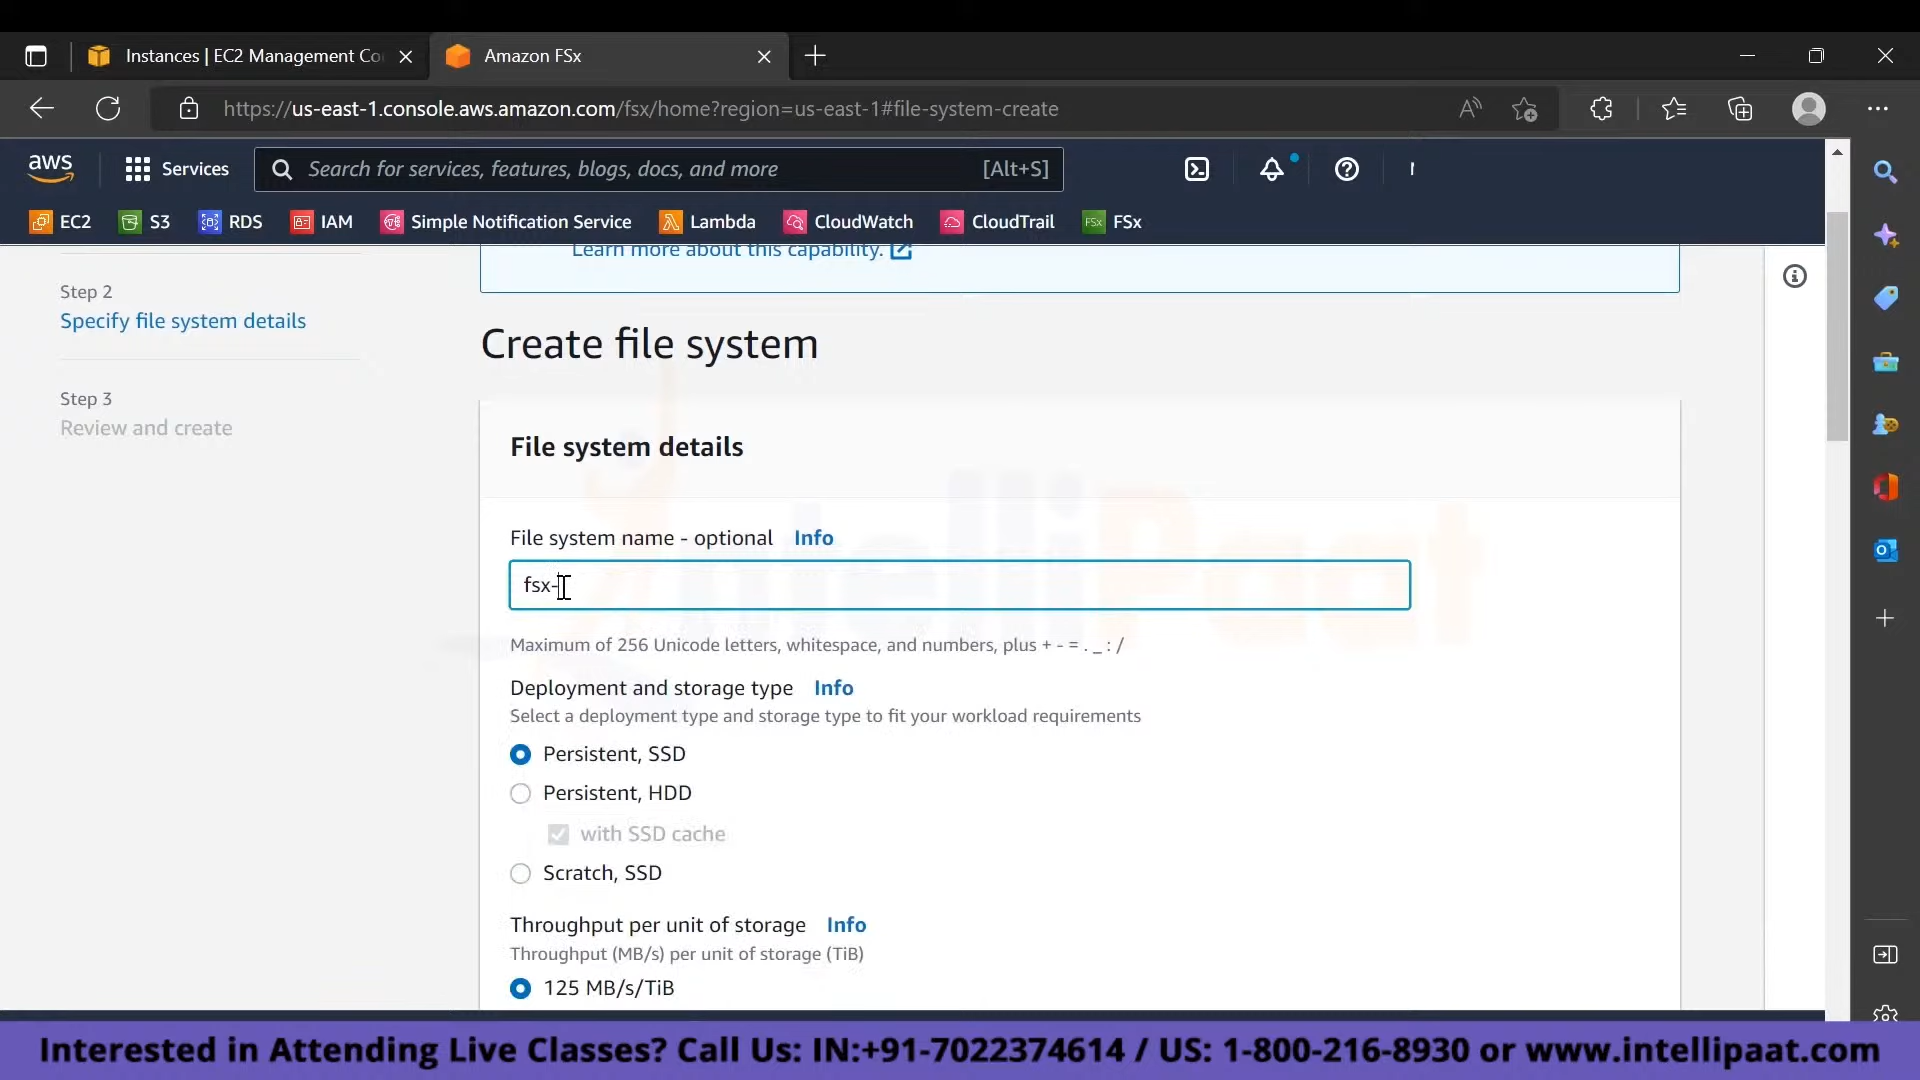 Instances | EC2 Management Co
Amazon FSx
https://us-east-1.console.aws.amazon.com/fsx/home?region=us-east-1#file-system-create
aws
Services
Search for services, features, blogs, docs, and more
[Alt+S]
EC2
S3
RDS
IAM
Simple Notification Service
Lambda
CloudWatch
CloudTrail
FSx
FSx
Learn more about this capability.
Step 2
Specify file system details
Step 3
Review and create
Create file system
File system details
IntelliPaat
File system name - optional Info
fsx-
Maximum of 256 Unicode letters, whitespace, and numbers, plus + - = . _ : /
Deployment and storage type Info
Select a deployment type and storage type to fit your workload requirements
Persistent, SSD
Persistent, HDD
with SSD cache
Scratch, SSD
Throughput per unit of storage Info
Throughput (MB/s) per unit of storage (TiB)
125 MB/s/TiB
Interested in Attending Live Classes? Call Us: IN:+91-7022374614 / US: 1-800-216-8930 or www.intellipaat.com